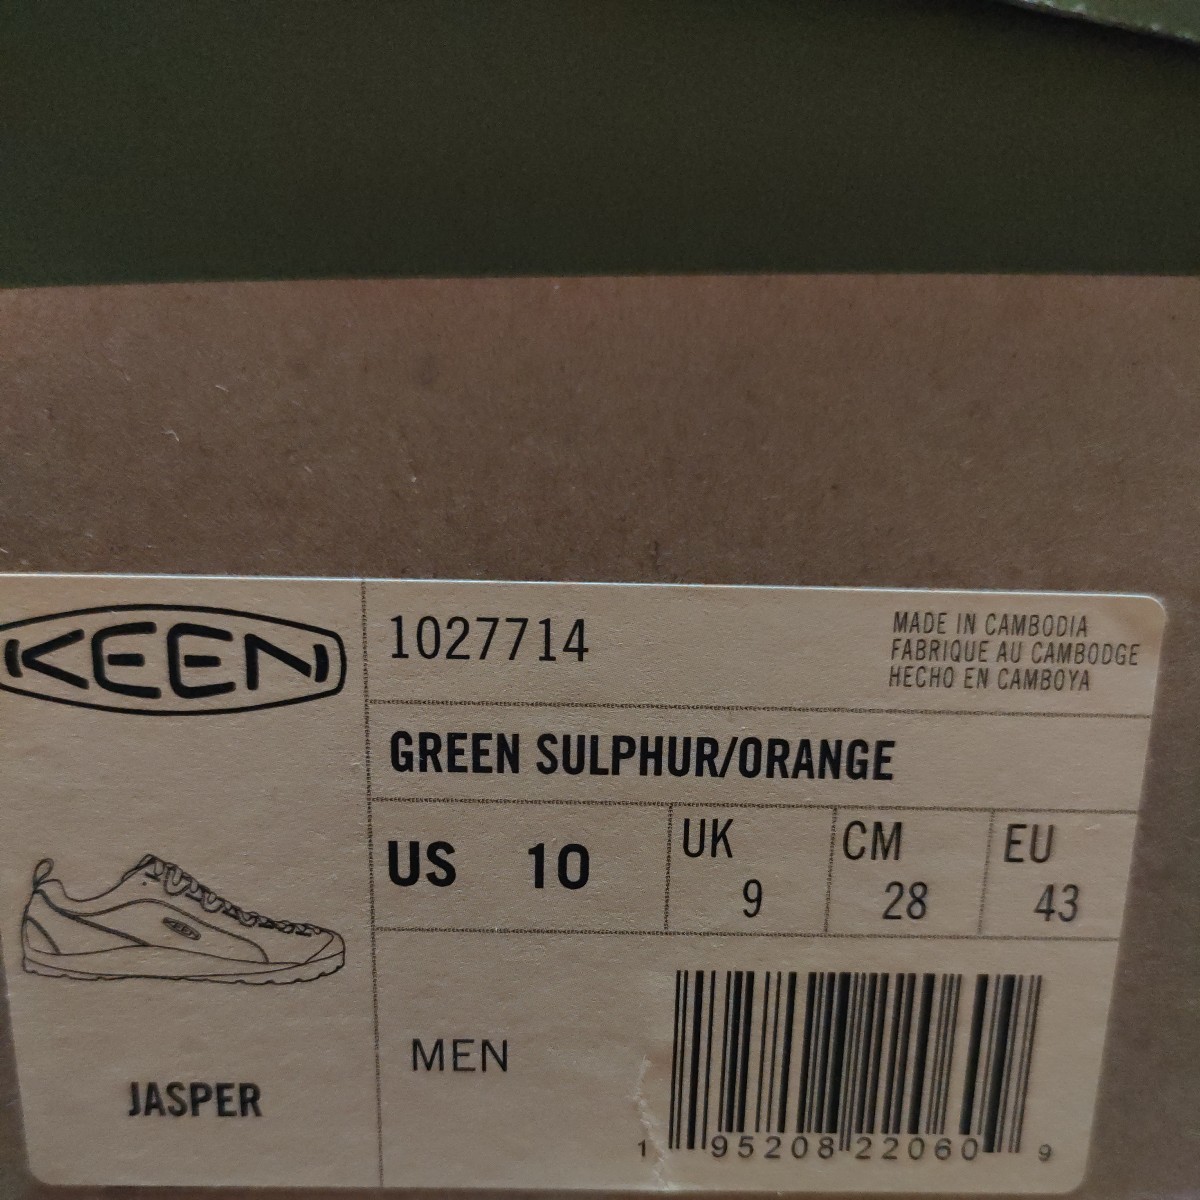 KEEN
1027714
MADE IN CAMBODIA
FABRIQUE AU CAMBODGE
HECHO EN CAMBOYA
GREEN SULPHUR/ORANGE
US 10
UK 9
CM 28
EU 43
KEEN
JASPER
MEN
1 95208 22060 9